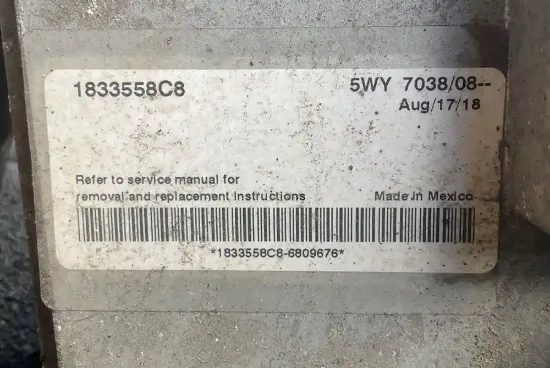 1833558C8
5WY 7038/08--
Aug/17/18
Refer to service manual for
removal and replacement instructions
Made in Mexico
*1833558C8-6809676*